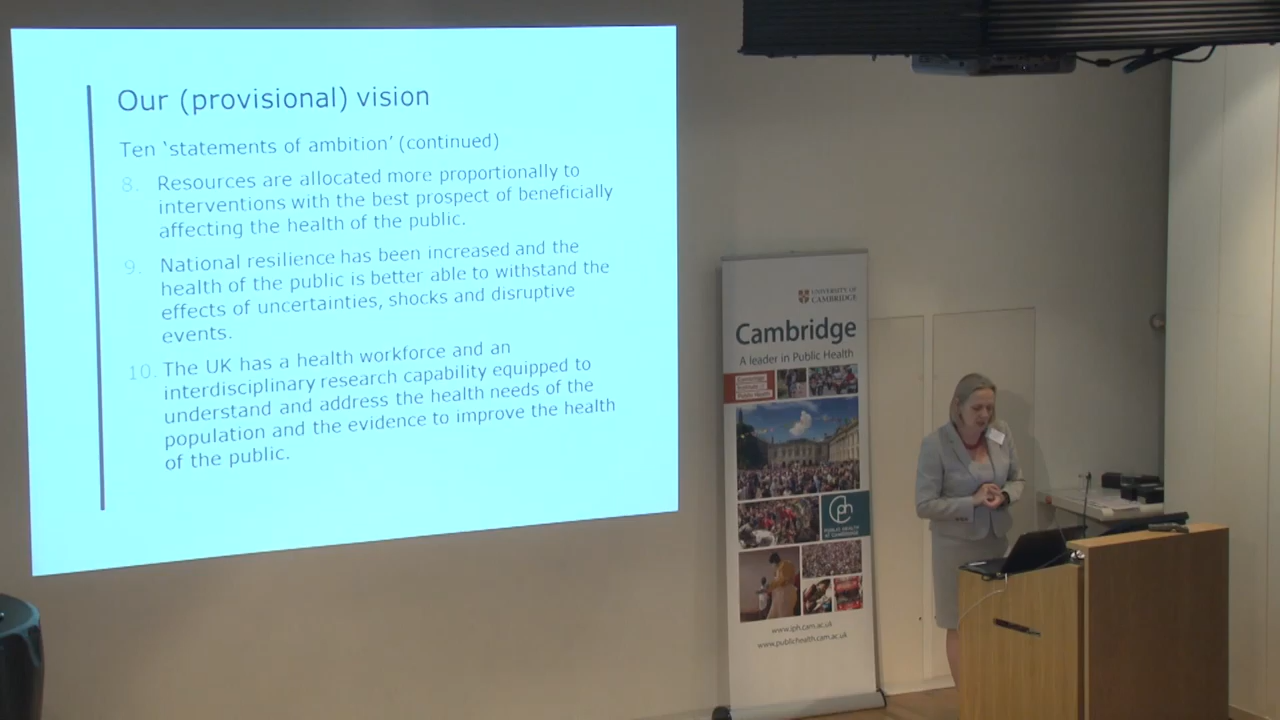 Our (provisional) vision
Ten ‘statements of ambition’ (continued)
8. Resources are allocated more proportionally to
interventions with the best prospect of beneficially
affecting the health of the public.
9. National resilience has been increased and the
health of the public is better able to withstand the
effects of uncertainties, shocks and disruptive
events.
10. The UK has a health workforce and an
interdisciplinary research capability equipped to
understand and address the health needs of the
population and the evidence to improve the health
of the public.
UNIVERSITY OF
CAMBRIDGE
Cambridge
A leader in Public Health
Cambridge
Institute of
Public Health
PUBLIC HEALTH
www.iph.cam.ac.uk
www.publichealth.cam.ac.uk